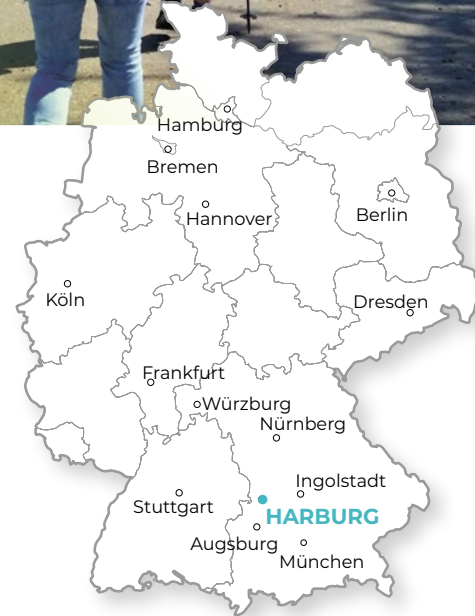 Hamburg
Bremen
Hannover
Berlin
Köln
Dresden
Frankfurt
Würzburg
Nürnberg
Ingolstadt
Stuttgart
HARBURG
Augsburg
München